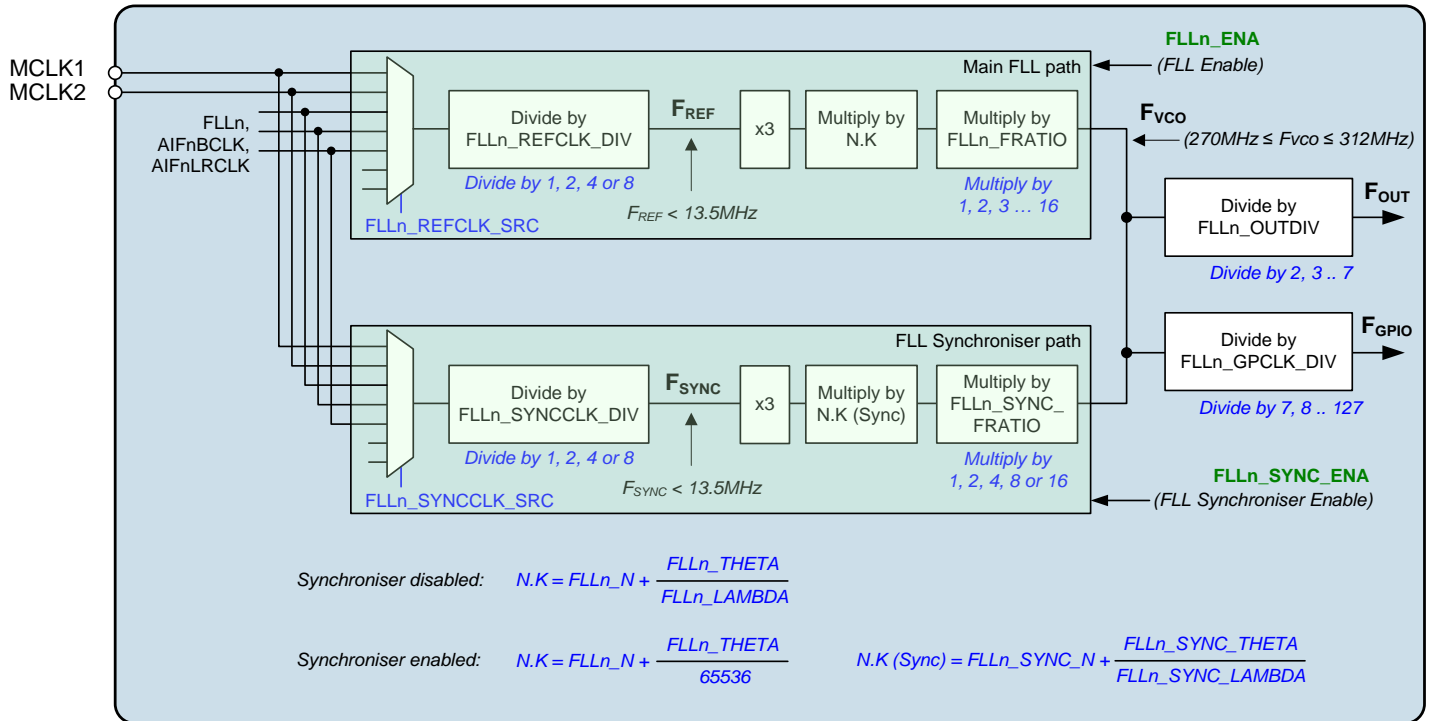 MCLK1
MCLK2
FLLn,
AIFnBCLK,
AIFnLRCLK
Main FLL path
Divide by
FLLn_REFCLK_DIV
Divide by 1, 2, 4 or 8
FLLn_REFCLK_SRC
FREF
FREF < 13.5MHz
x3
Multiply by
N.K
Multiply by
FLLn_FRATIO
Multiply by
1, 2, 3 … 16
FLLn_ENA
(FLL Enable)
FVCO
(270MHz ≤ Fvco ≤ 312MHz)
Divide by
FLLn_OUTDIV
Divide by 2, 3 .. 7
FOUT
FLL Synchroniser path
Divide by
FLLn_SYNCCLK_DIV
Divide by 1, 2, 4 or 8
FLLn_SYNCCLK_SRC
FSYNC
FSYNC < 13.5MHz
x3
Multiply by
N.K (Sync)
Multiply by
FLLn_SYNC_
FRATIO
Multiply by
1, 2, 4, 8 or 16
Divide by
FLLn_GPCLK_DIV
Divide by 7, 8 .. 127
FGPIO
FLLn_SYNC_ENA
(FLL Synchroniser Enable)
Synchroniser disabled: N.K = FLLn_N + FLLn_THETA
FLLn_LAMBDA
Synchroniser enabled: N.K = FLLn_N + FLLn_THETA
65536
N.K (Sync) = FLLn_SYNC_N + FLLn_SYNC_THETA
FLLn_SYNC_LAMBDA